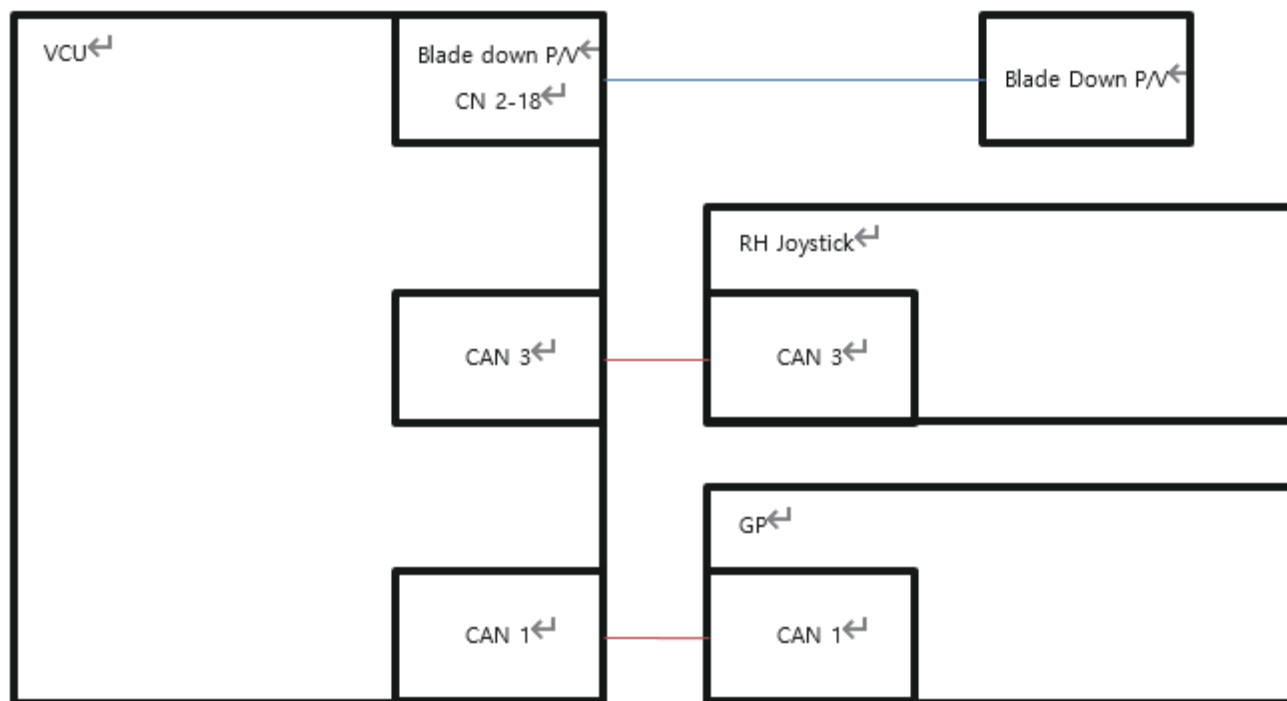 VCU
Blade down P/V
CN 2-18
Blade Down P/V
RH Joystick
CAN 3
CAN 3
GP
CAN 1
CAN 1